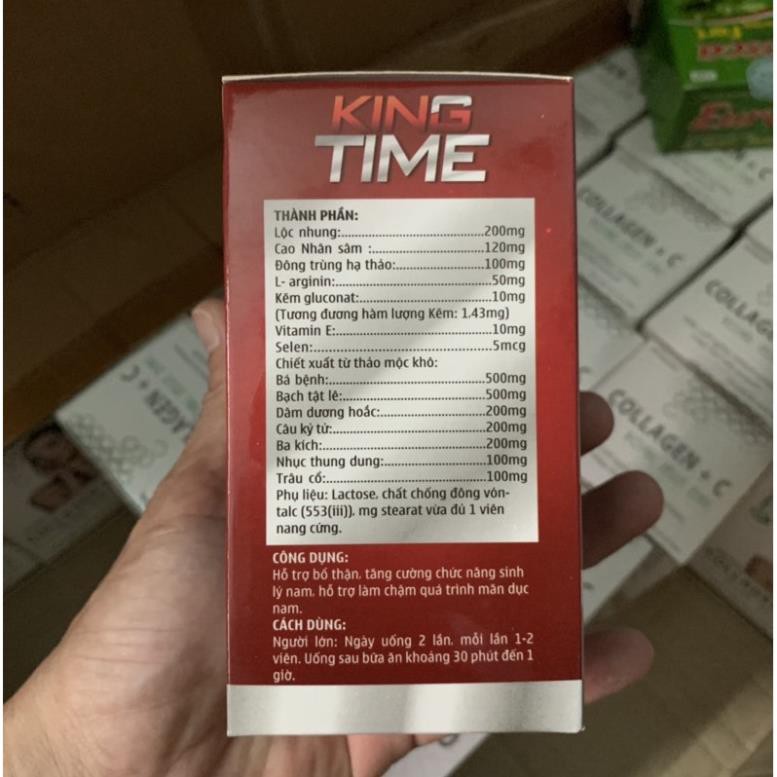 KING
TIME
THÀNH PHẦN:
Lộc nhung:..............................200mg
Cao Nhân sâm :........................120mg
Đông trùng hạ thảo:..................100mg
L- arginin:................................50mg
Kẽm gluconat:..........................10mg
(Tương đương hàm lượng Kẽm: 1.43mg)
Vitamin E:................................10mg
Selen:......................................5mcg
Chiết xuất từ thảo mộc khô:
Bá bệnh:..................................500mg
Bạch tật lê:..............................500mg
Dâm dương hoắc:.....................200mg
Câu kỷ tử:................................200mg
Ba kích:...................................200mg
Nhục thung dung:.....................100mg
Trâu cổ:...................................100mg
Phụ liệu: Lactose, chất chống đông vón-
talc (553(iii)), mg stearat vừa đủ 1 viên
nang cứng.
CÔNG DỤNG:
Hỗ trợ bổ thận, tăng cường chức năng sinh
lý nam, hỗ trợ làm chậm quá trình mãn dục
nam.
CÁCH DÙNG:
Người lớn: Ngày uống 2 lần, mỗi lần 1-2
viên. Uống sau bữa ăn khoảng 30 phút đến 1
giờ.
COLLAGEN + C
COLLAGEN
COLLAGEN + C